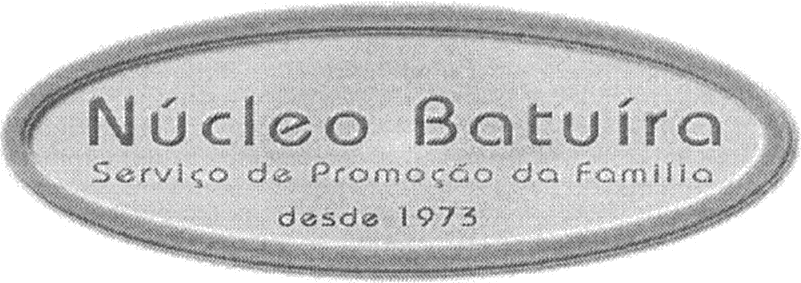 Núcleo Batuíra
Serviço de Promoção da Família
desde 1973